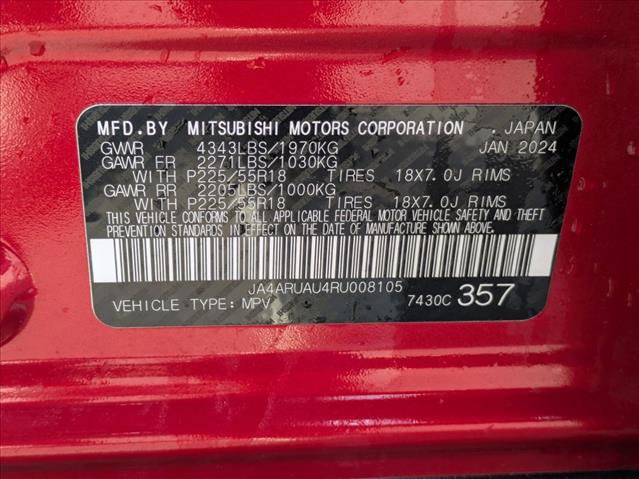 MFD.BY MITSUBISHI MOTORS CORPORATION . JAPAN
GVWR 4343LBS/1970KG JAN 2024
GAWR FR 2271LBS/1030KG
WITH P225/55R18 TIRES 18X7.0J RIMS
GAWR RR 2205LBS/1000KG
WITH P225/55R18 TIRES 18X7.0J RIMS
THIS VEHICLE CONFORMS TO ALL APPLICABLE FEDERAL MOTOR VEHICLE SAFETY AND THEFT
PREVENTION STANDARDS IN EFFECT ON THE DATE OF MANUFACTURE SHOWN ABOVE.
JA4ARUAU4RU008105
VEHICLE TYPE: MPV 7430C 357